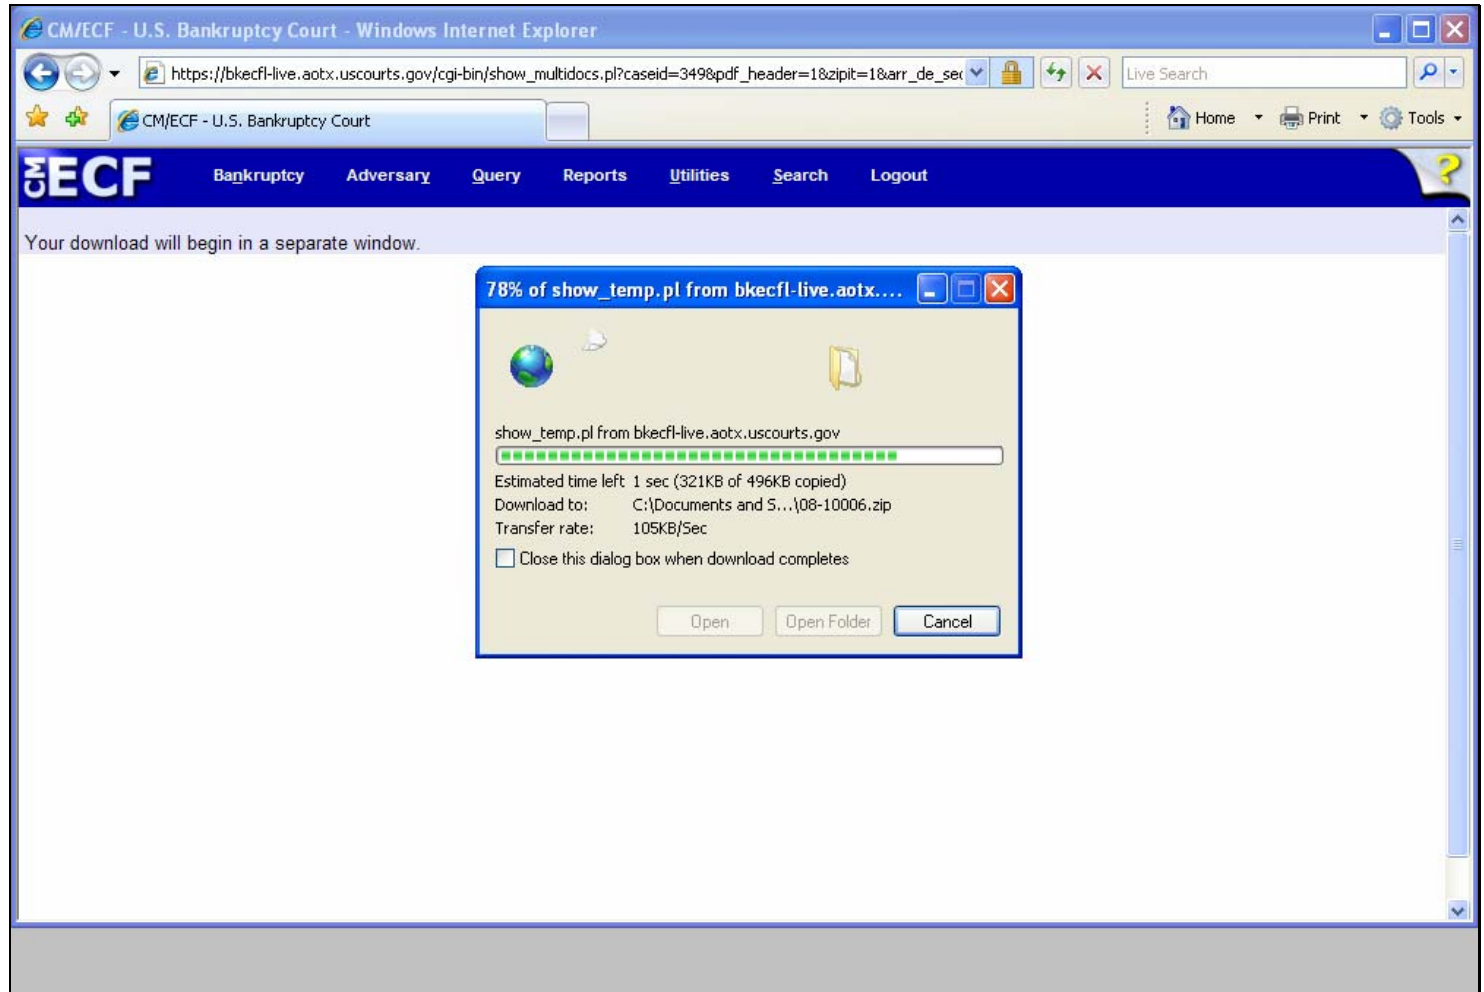 CM/ECF - U.S. Bankruptcy Court - Windows Internet Explorer
https://bkecfl-live.aotx.uscourts.gov/cgi-bin/show_multidocs.pl?caseid=349&pdf_header=1&zipit=1&arr_de_sec
Live Search
CM/ECF - U.S. Bankruptcy Court
Home Print Tools
CM ECF Bankruptcy Adversary Query Reports Utilities Search Logout ?
Your download will begin in a separate window.
78% of show_temp.pl from bkecfl-live.aotx....
show_temp.pl from bkecfl-live.aotx.uscourts.gov
Estimated time left 1 sec (321KB of 496KB copied)
Download to: C:\Documents and S...\08-10006.zip
Transfer rate: 105KB/Sec
Close this dialog box when download completes
Open Open Folder Cancel